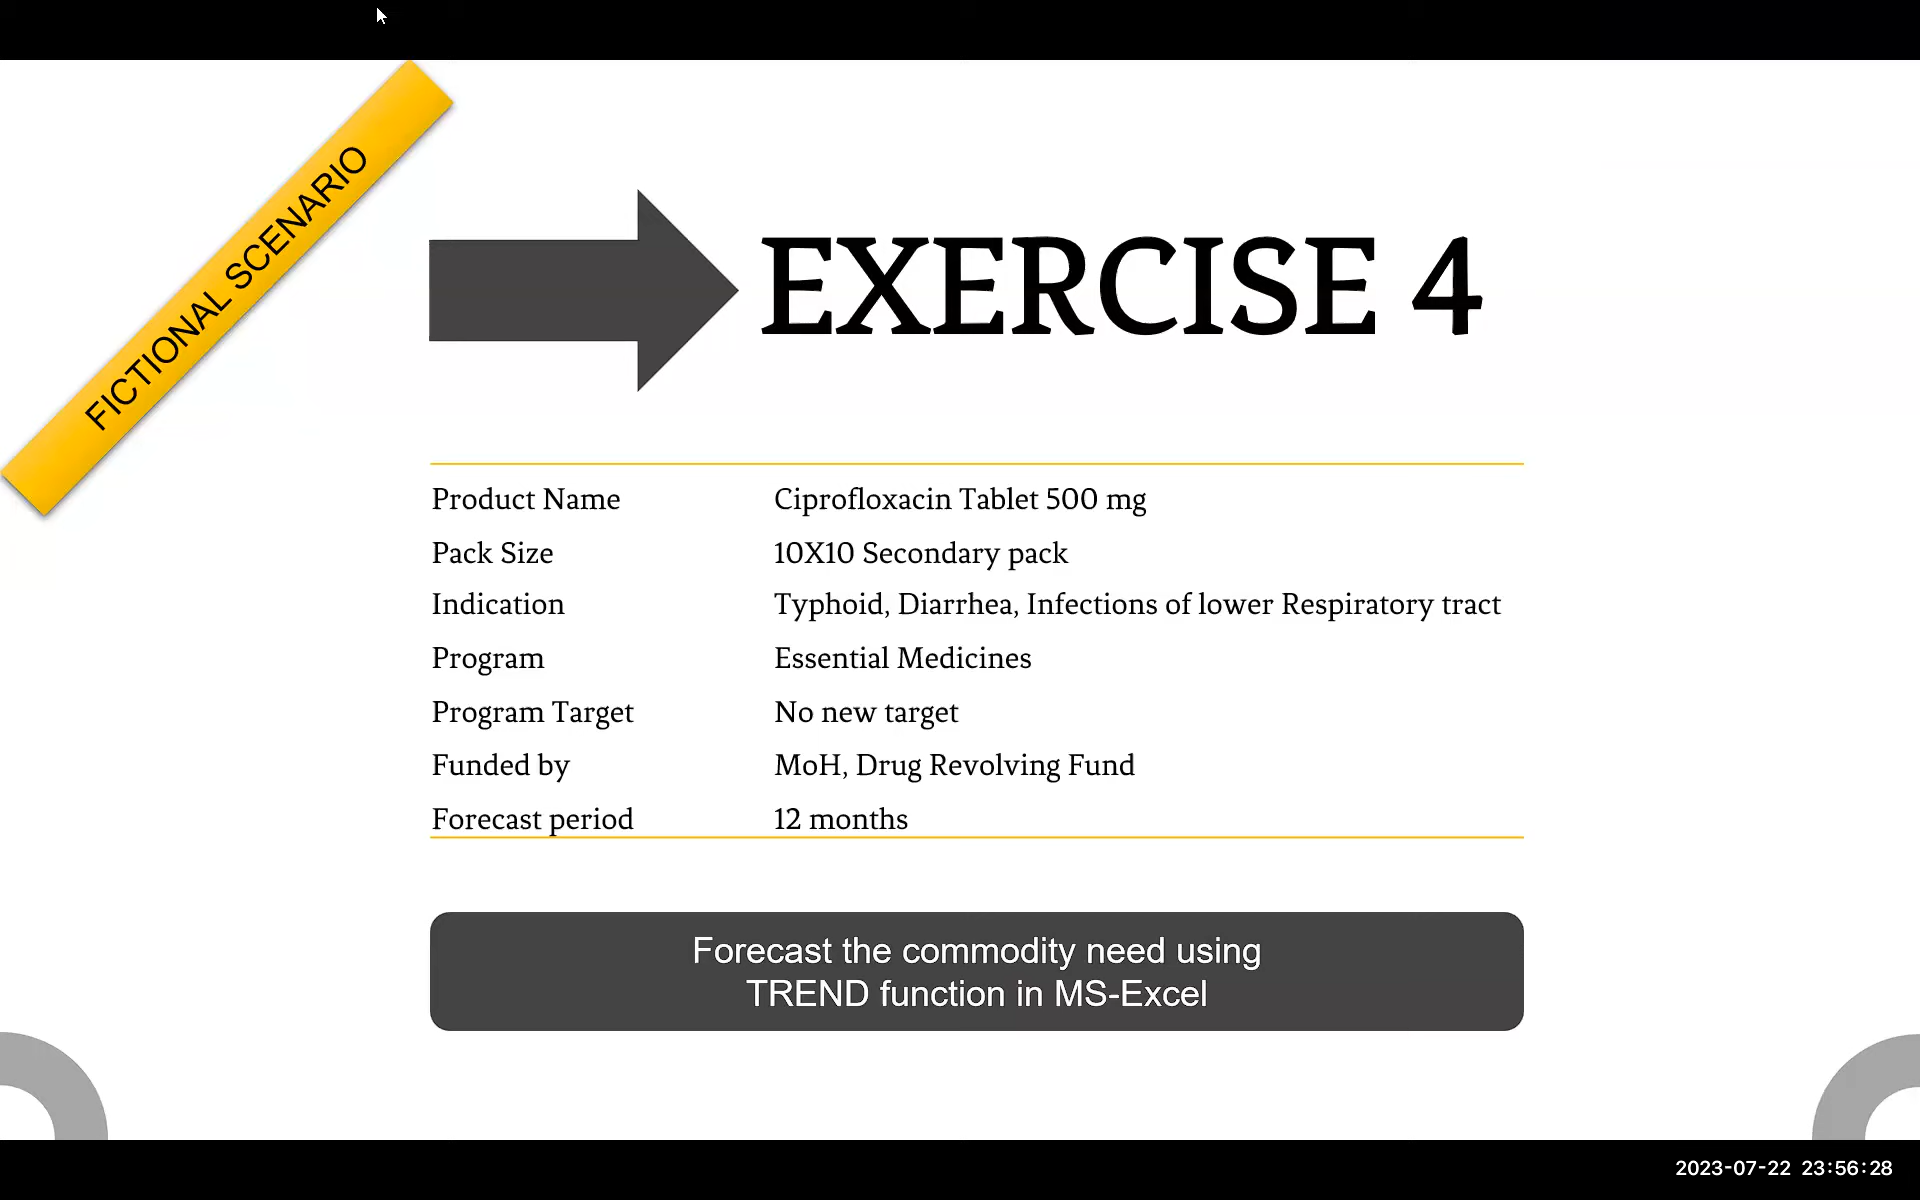 FICTIONAL SCENARIO
EXERCISE 4
Product Name Ciprofloxacin Tablet 500 mg
Pack Size 10X10 Secondary pack
Indication Typhoid, Diarrhea, Infections of lower Respiratory tract
Program Essential Medicines
Program Target No new target
Funded by MoH, Drug Revolving Fund
Forecast period 12 months
Forecast the commodity need using
TREND function in MS-Excel
2023-07-22 23:56:28